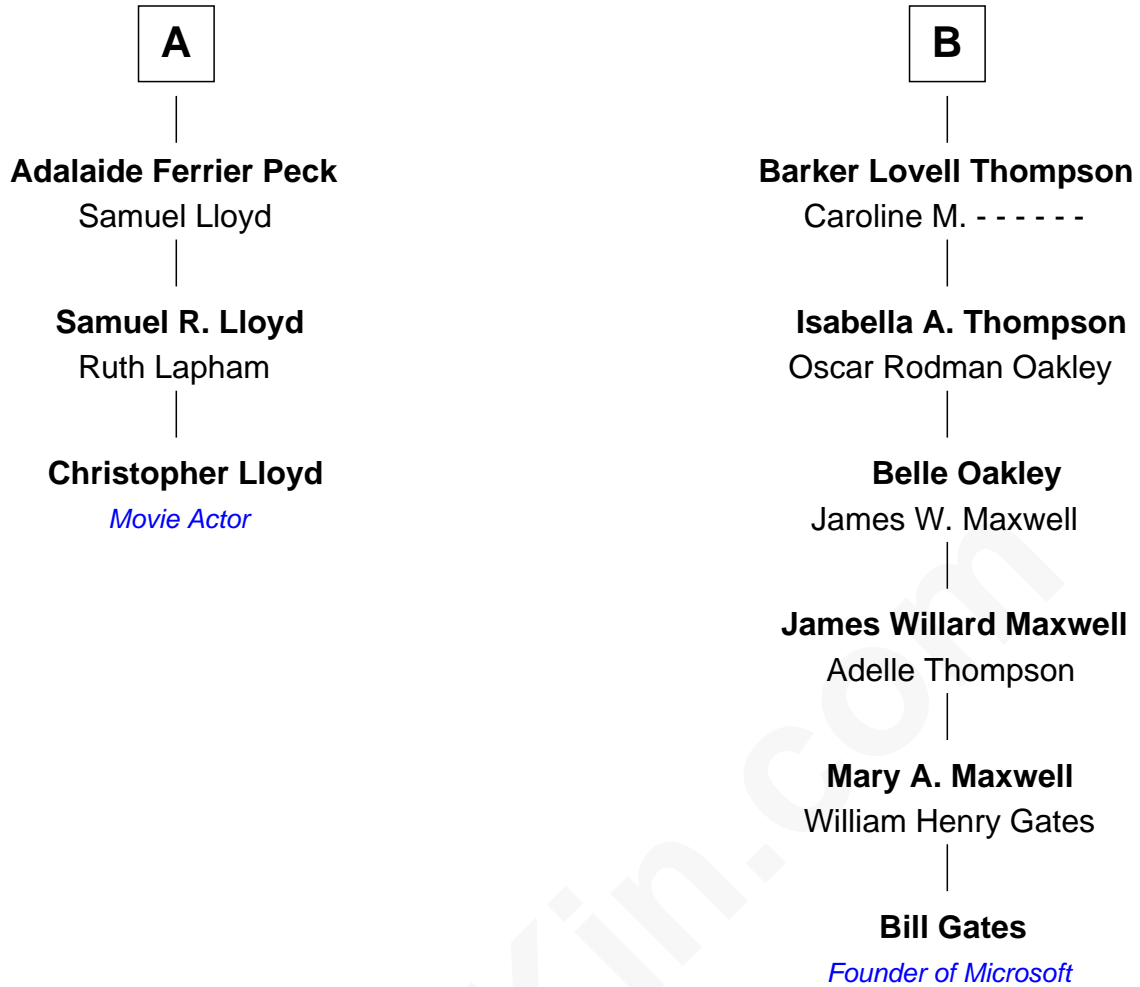 A
Adalaide Ferrier Peck
Samuel Lloyd
Samuel R. Lloyd
Ruth Lapham
Christopher Lloyd
Movie Actor
B
Barker Lovell Thompson
Caroline M. - - - - - -
Isabella A. Thompson
Oscar Rodman Oakley
Belle Oakley
James W. Maxwell
James Willard Maxwell
Adelle Thompson
Mary A. Maxwell
William Henry Gates
Bill Gates
Founder of Microsoft
Kin.com